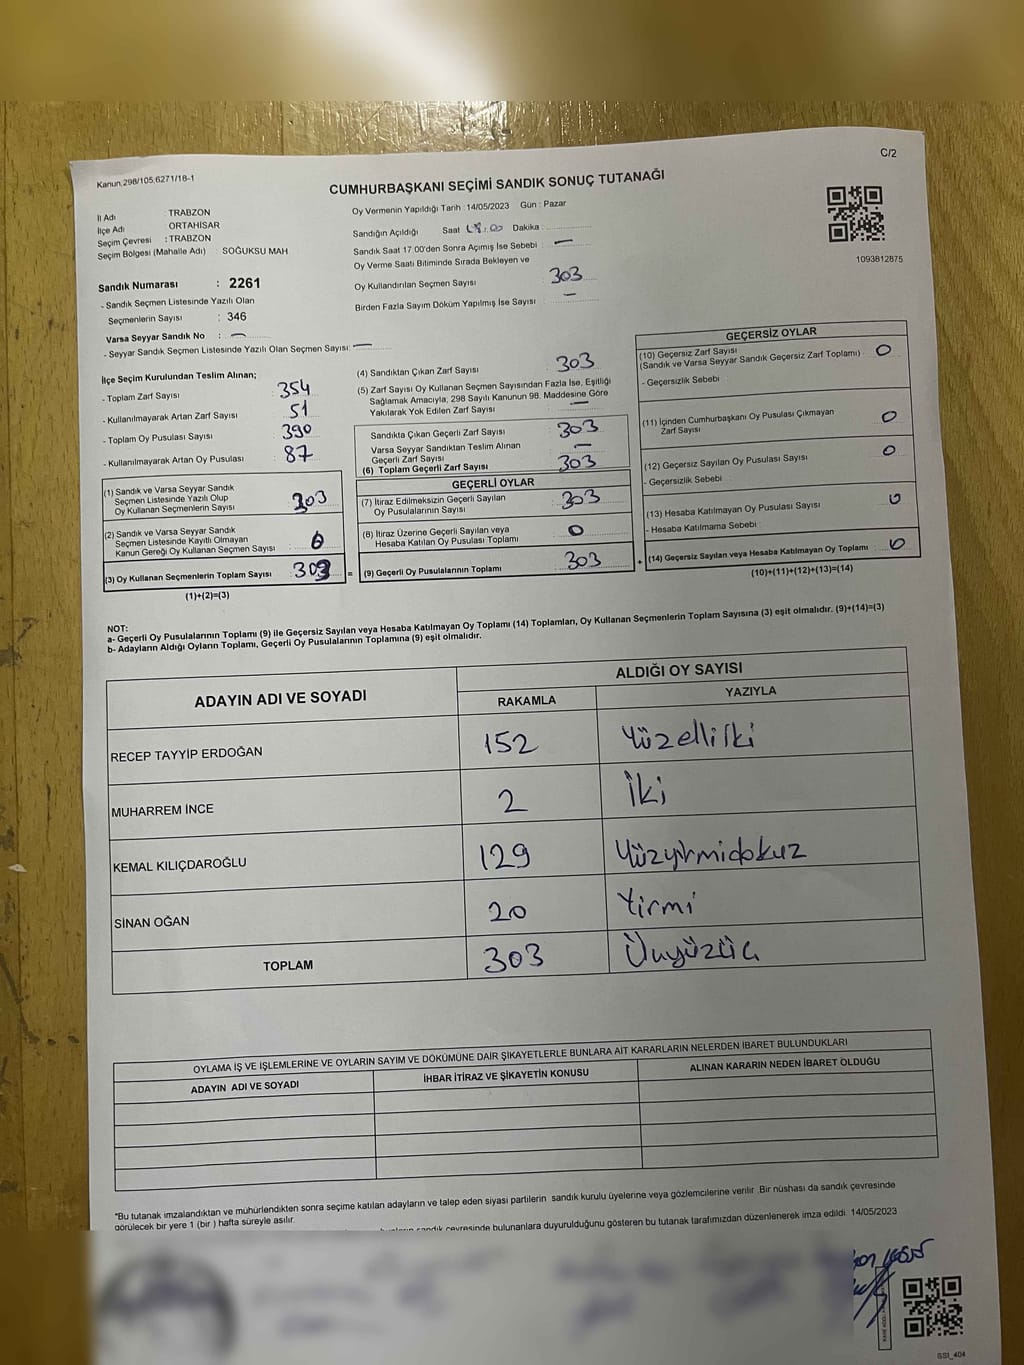 C/2
Kanun,298/105,6271/18-1
CUMHURBAŞKANI SEÇİMİ SANDIK SONUÇ TUTANAĞI
İl Adı TRABZON
İlçe Adı ORTAHİSAR
Seçim Çevresi : TRABZON
Seçim Bölgesi (Mahalle Adı) : SOĞUKSU MAH
Sandık Numarası : 2261
- Sandık Seçmen Listesinde Yazılı Olan
Seçmenlerin Sayısı : 346
Varsa Seyyar Sandık No : —
- Seyyar Sandık Seçmen Listesinde Yazılı Olan Seçmen Sayısı: —
Oy Vermenin Yapıldığı Tarih : 14/05/2023 Gün : Pazar
Sandığın Açıldığı Saat Dakika :
Sandık Saat 17.00'den Sonra Açımış İse Sebebi : —
Oy Verme Saati Bitiminde Sırada Bekleyen ve
Oy Kullandırılan Seçmen Sayısı : 303
Birden Fazla Sayım Döküm Yapılmış İse Sayısı : —
1093812875
İlçe Seçim Kurulundan Teslim Alınan;
- Toplam Zarf Sayısı : 354
- Kullanılmayarak Artan Zarf Sayısı : 51
- Toplam Oy Pusulası Sayısı : 390
- Kullanılmayarak Artan Oy Pusulası : 87
(1) Sandık ve Varsa Seyyar Sandık
Seçmen Listesinde Yazılı Olup
Oy Kullanan Seçmenlerin Sayısı : 303
(2) Sandık ve Varsa Seyyar Sandık
Seçmen Listesinde Kayıtlı Olmayan
Kanun Gereği Oy Kullanan Seçmen Sayısı : 0
(3) Oy Kullanan Seçmenlerin Toplam Sayısı : 303
(1)+(2)=(3)
(4) Sandıktan Çıkan Zarf Sayısı : 303
(5) Zarf Sayısı Oy Kullanan Seçmen Sayısından Fazla İse, Eşitliği
Sağlamak Amacıyla, 298 Sayılı Kanunun 98. Maddesine Göre
Yakılarak Yok Edilen Zarf Sayısı : —
Sandıkta Çıkan Geçerli Zarf Sayısı : 303
Varsa Seyyar Sandıktan Teslim Alınan
Geçerli Zarf Sayısı : —
(6) Toplam Geçerli Zarf Sayısı : 303
GEÇERLİ OYLAR
(7) İtiraz Edilmeksizin Geçerli Sayılan
Oy Pusulalarının Sayısı : 303
(8) İtiraz Üzerine Geçerli Sayılan veya
Hesaba Katılan Oy Pusulası Toplamı : 0
= (9) Geçerli Oy Pusulalarının Toplamı : 303
GEÇERSİZ OYLAR
(10) Geçersiz Zarf Sayısı
(Sandık ve Varsa Seyyar Sandık Geçersiz Zarf Toplamı) : 0
- Geçersizlik Sebebi :
(11) İçinden Cumhurbaşkanı Oy Pusulası Çıkmayan
Zarf Sayısı : 0
(12) Geçersiz Sayılan Oy Pusulası Sayısı : 0
- Geçersizlik Sebebi :
(13) Hesaba Katılmayan Oy Pusulası Sayısı : 0
- Hesaba Katılmama Sebebi :
+ (14) Geçersiz Sayılan veya Hesaba Katılmayan Oy Toplamı : 0
(10)+(11)+(12)+(13)=(14)
NOT:
a- Geçerli Oy Pusulalarının Toplamı (9) ile Geçersiz Sayılan veya Hesaba Katılmayan Oy Toplamı (14) Toplamları, Oy Kullanan Seçmenlerin Toplam Sayısına (3) eşit olmalıdır. (9)+(14)=(3)
b- Adayların Aldığı Oyların Toplamı, Geçerli Oy Pusulalarının Toplamına (9) eşit olmalıdır.
ADAYIN ADI VE SOYADI ALDIĞI OY SAYISI
RAKAMLA YAZIYLA
RECEP TAYYİP ERDOĞAN 152 Yüzelliiki
MUHARREM İNCE 2 İki
KEMAL KILIÇDAROĞLU 129 Yüzyirmidokuz
SİNAN OĞAN 20 Yirmi
TOPLAM 303 Üçyüzüç
OYLAMA İŞ VE İŞLEMLERİNE VE OYLARIN SAYIM VE DÖKÜMÜNE DAİR ŞİKAYETLERLE BUNLARA AİT KARARLARIN NELERDEN İBARET BULUNDUKLARI
ADAYIN ADI VE SOYADI İHBAR İTİRAZ VE ŞİKAYETİN KONUSU ALINAN KARARIN NEDEN İBARET OLDUĞU
"Bu tutanak imzalandıktan ve mühürlendikten sonra seçime katılan adayların ve talep eden siyasi partilerin sandık kurulu üyelerine veya gözlemcilerine verilir .Bir nüshası da sandık çevresinde
görülecek bir yere 1 (bir ) hafta süreyle asılır.
sandık çevresinde bulunanlara duyurulduğunu gösteren bu tutanak tarafımızdan düzenlenerek imza edildi. 14/05/2023
SSI_404